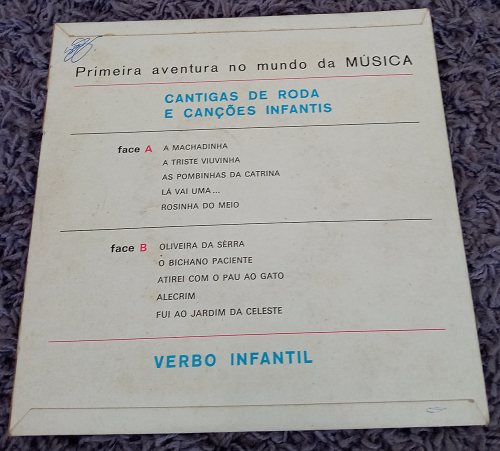 Primeira aventura no mundo da MÚSICA
CANTIGAS DE RODA
E CANÇÕES INFANTIS
face A A MACHADINHA
A TRISTE VIUVINHA
AS POMBINHAS DA CATRINA
LÁ VAI UMA...
ROSINHA DO MEIO
face B OLIVEIRA DA SÉRRA
O BICHANO PACIENTE
ATIREI COM O PAU AO GATO
ALECRIM
FUI AO JARDIM DA CELESTE
VERBO INFANTIL